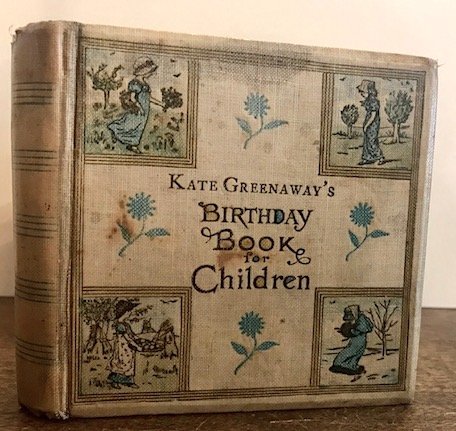 KATE GREENAWAY'S
BIRTHDAY
BOOK
for
Children